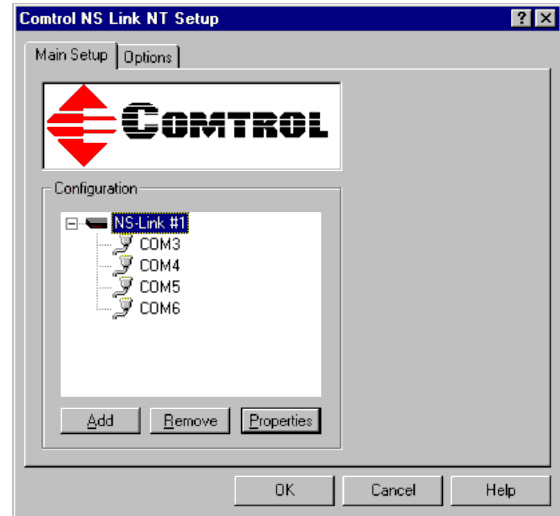 Comtrol NS Link NT Setup
Main Setup Options
COMTROL
Configuration
NS-Link #1
COM3
COM4
COM5
COM6
Add Remove Properties
OK Cancel Help